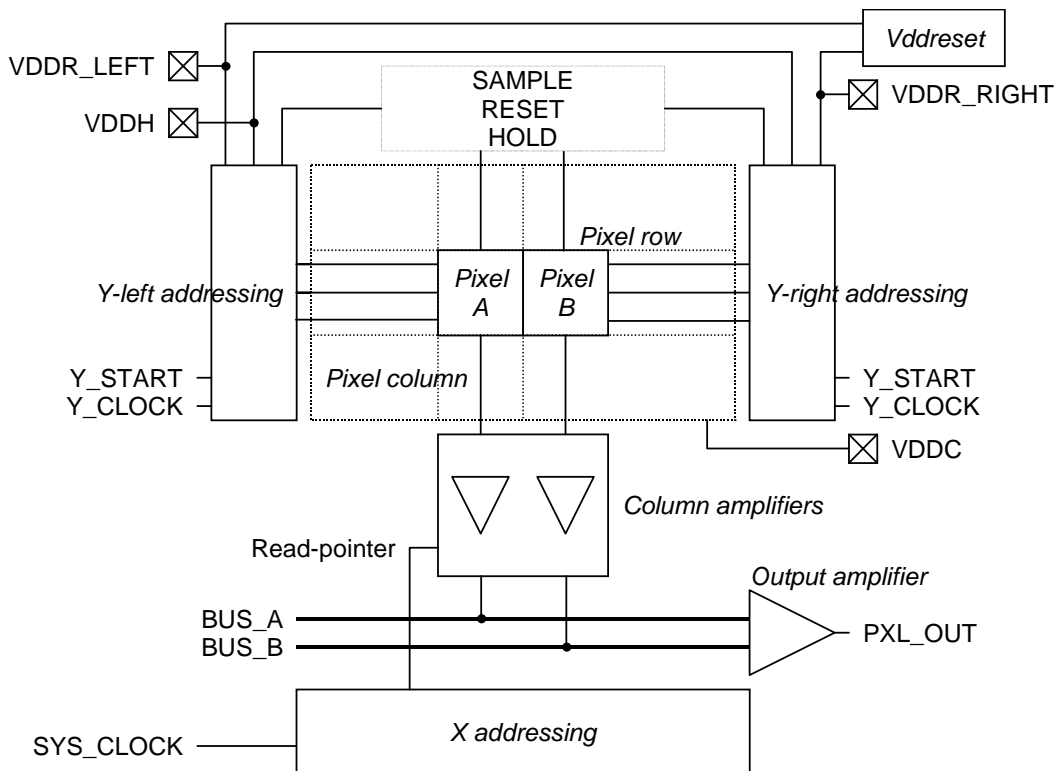 Vddreset
VDDR_LEFT
SAMPLE
RESET
HOLD
VDDR_RIGHT
VDDH
Pixel row
Y-left addressing
Pixel
A
Pixel
B
Y-right addressing
Pixel column
Y_START
Y_CLOCK
Y_START
Y_CLOCK
VDDC
Column amplifiers
Read-pointer
Output amplifier
BUS_A
BUS_B
PXL_OUT
X addressing
SYS_CLOCK